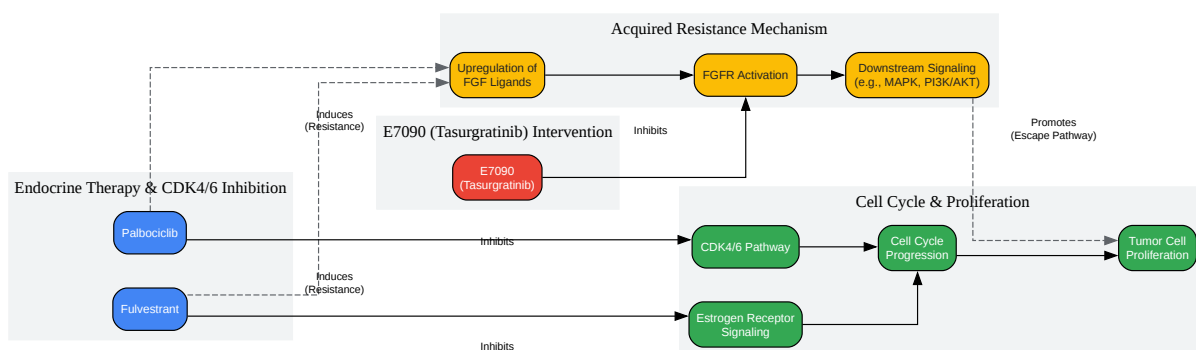 Acquired Resistance Mechanism
Upregulation of
FGF Ligands
FGFR Activation
Downstream Signaling
(e.g., MAPK, PI3K/AKT)
Induces
(Resistance)
E7090 (Tasurgratinib) Intervention
Inhibits
Promotes
(Escape Pathway)
E7090
(Tasurgratinib)
Endocrine Therapy & CDK4/6 Inhibition
Cell Cycle & Proliferation
Palbociclib
Inhibits
CDK4/6 Pathway
Cell Cycle
Progression
Tumor Cell
Proliferation
Induces
(Resistance)
Fulvestrant
Estrogen Receptor
Signaling
Inhibits